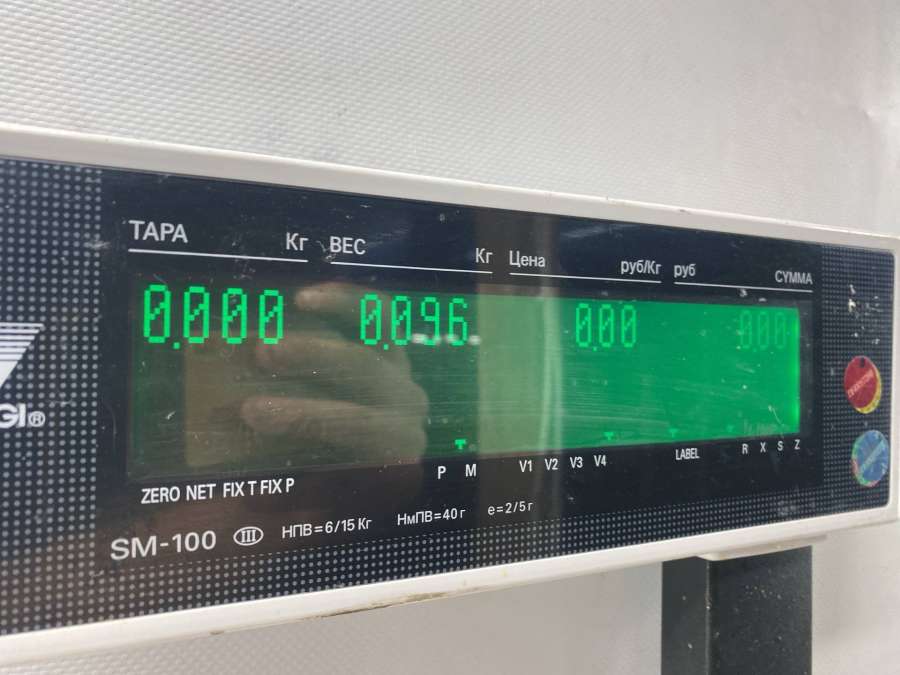 ТАРА Кг ВЕС Кг Цена руб/Кг руб СУММА
0.000 0.096 0.00 0.00
GI®
P M V1 V2 V3 V4 LABEL R X S Z
ZERO NET FIX T FIX P
SM-100 III НПВ=6/15 Кг НмПВ=40 г e=2/5 г